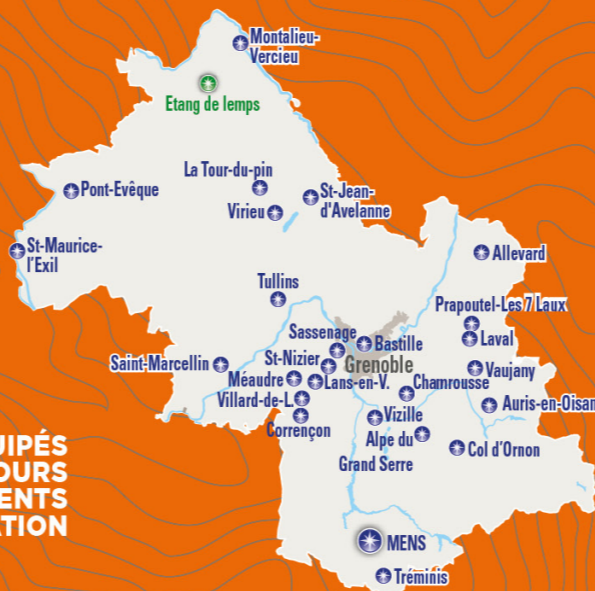 Montalieu-
Vercieu
Etang de lemps
La Tour-du-pin
Pont-Evêque
St-Jean-
d'Avelanne
Virieu
St-Maurice-
l'Exil
Allevard
Tullins
Prapoutel-Les 7 Laux
Sassenage
Bastille
Laval
St-Nizier
Grenoble
Saint-Marcellin
Vaujany
Méaudre
Lans-en-V.
Chamrousse
Villard-de-L.
Auris-en-Oisan
Vizille
Corrençon
Alpe du
Grand Serre
Col d'Ornon
UIPÉS
OURS
ENTS
ATION
MENS
Tréminis